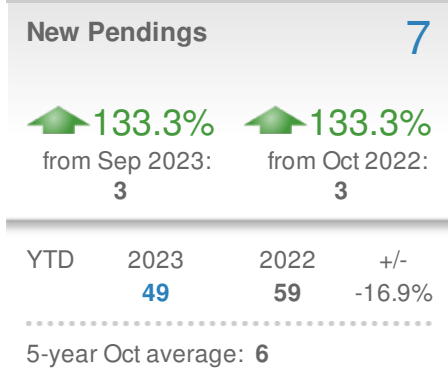 New Pendings 7
133.3% 133.3%
from Sep 2023: from Oct 2022:
3 3
YTD 2023 2022 +/-
49 59 -16.9%
5-year Oct average: 6